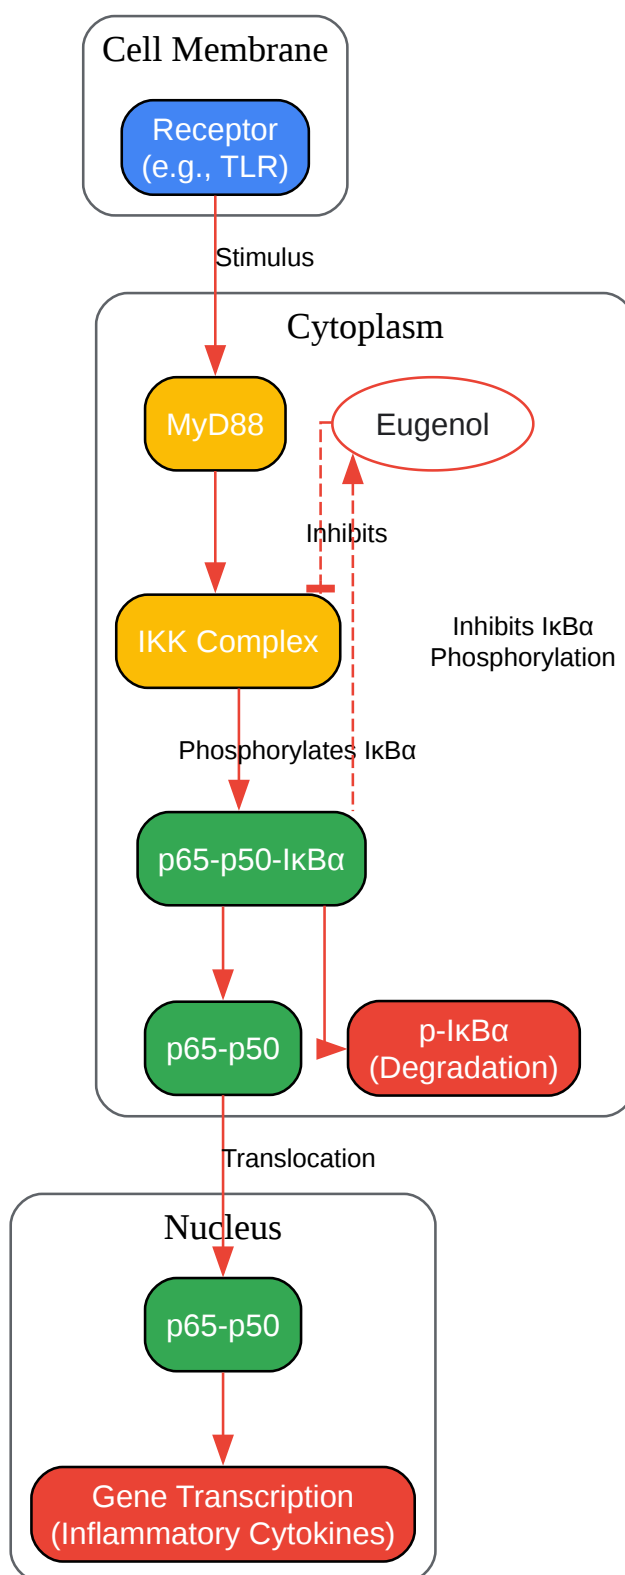 Cell Membrane
Receptor
(e.g., TLR)
Stimulus
Cytoplasm
MyD88
Eugenol
Inhibits
IKK Complex
Inhibits IκBα
Phosphorylation
Phosphorylates IκBα
p65-p50-IκBα
p65-p50
p-IκBα
(Degradation)
Translocation
Nucleus
p65-p50
Gene Transcription
(Inflammatory Cytokines)